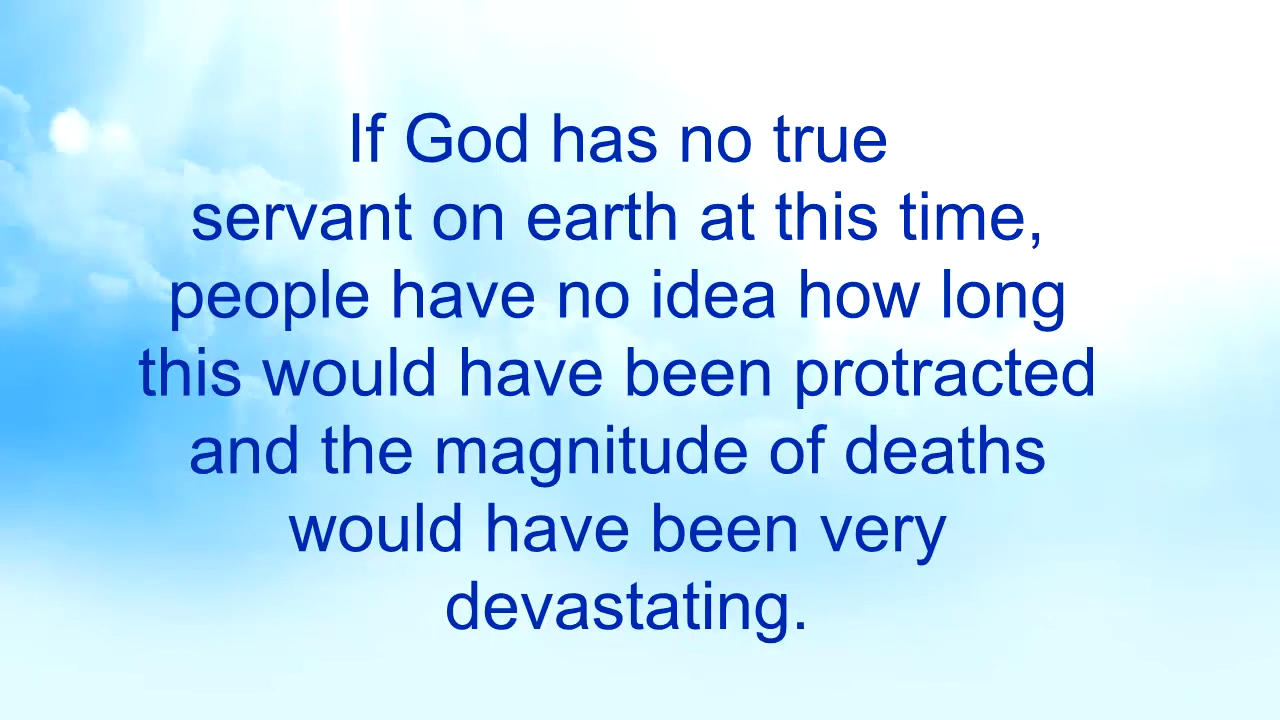 If God has no true
servant on earth at this time,
people have no idea how long
this would have been protracted
and the magnitude of deaths
would have been very
devastating.